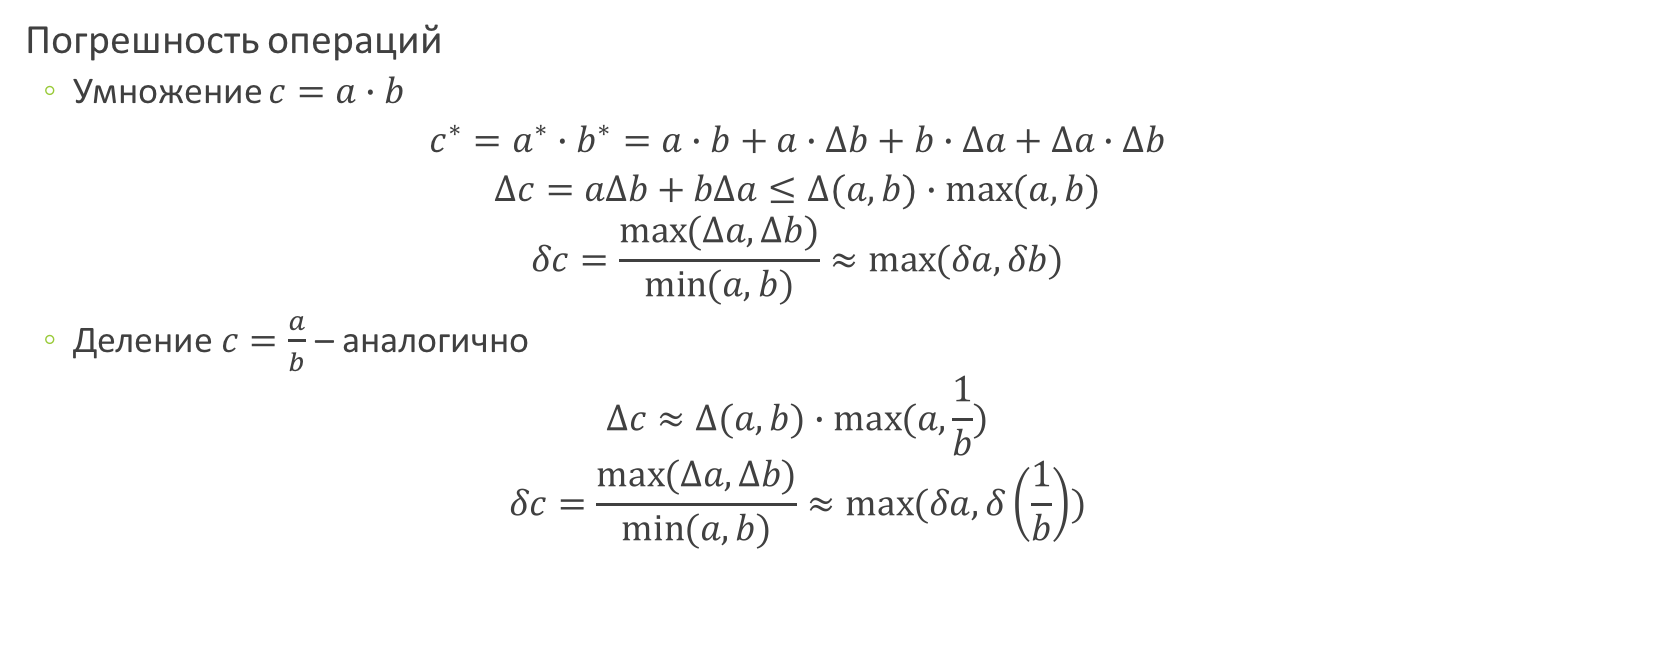 Погрешность операций
◦ Умножение c = a · b
c* = a* · b* = a · b + a · Δb + b · Δa + Δa · Δb
Δc = aΔb + bΔa ≤ Δ(a, b) · max(a, b)
δc = max(Δa, Δb) / min(a, b) ≈ max(δa, δb)
◦ Деление c = a/b – аналогично
Δc ≈ Δ(a, b) · max(a, 1/b)
δc = max(Δa, Δb) / min(a, b) ≈ max(δa, δ(1/b))